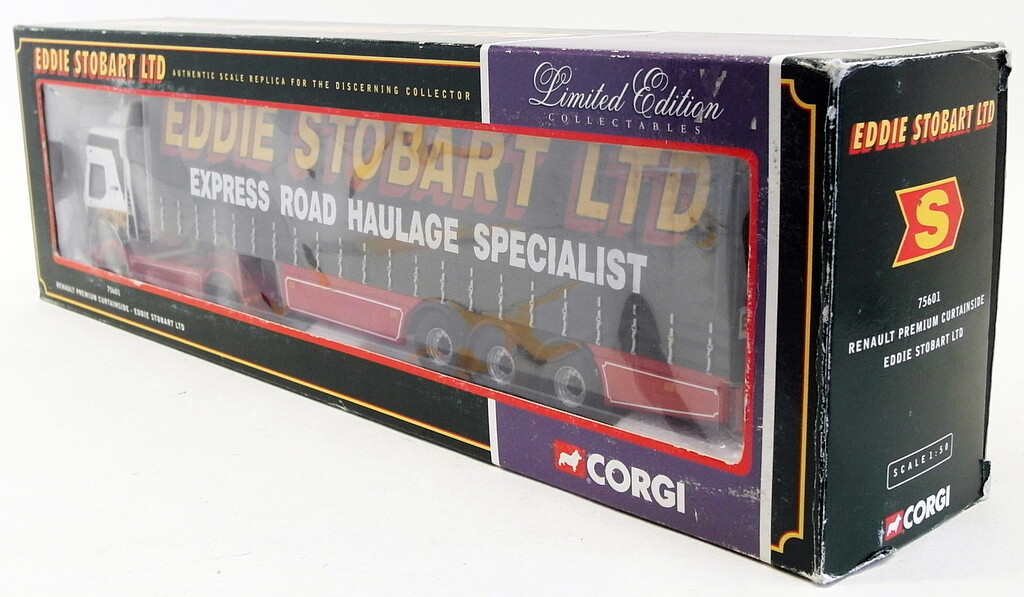 EDDIE STOBART LTD AUTHENTIC SCALE REPLICA FOR THE DISCERNING COLLECTOR
Limited Edition
COLLECTABLES
EDDIE STOBART LTD
EXPRESS ROAD HAULAGE SPECIALIST
75601
RENAULT PREMIUM CURTAINSIDE - EDDIE STOBART LTD
CORGI
EDDIE STOBART LTD
S
75601
RENAULT PREMIUM CURTAINSIDE
EDDIE STOBART LTD
SCALE 1:50
CORGI